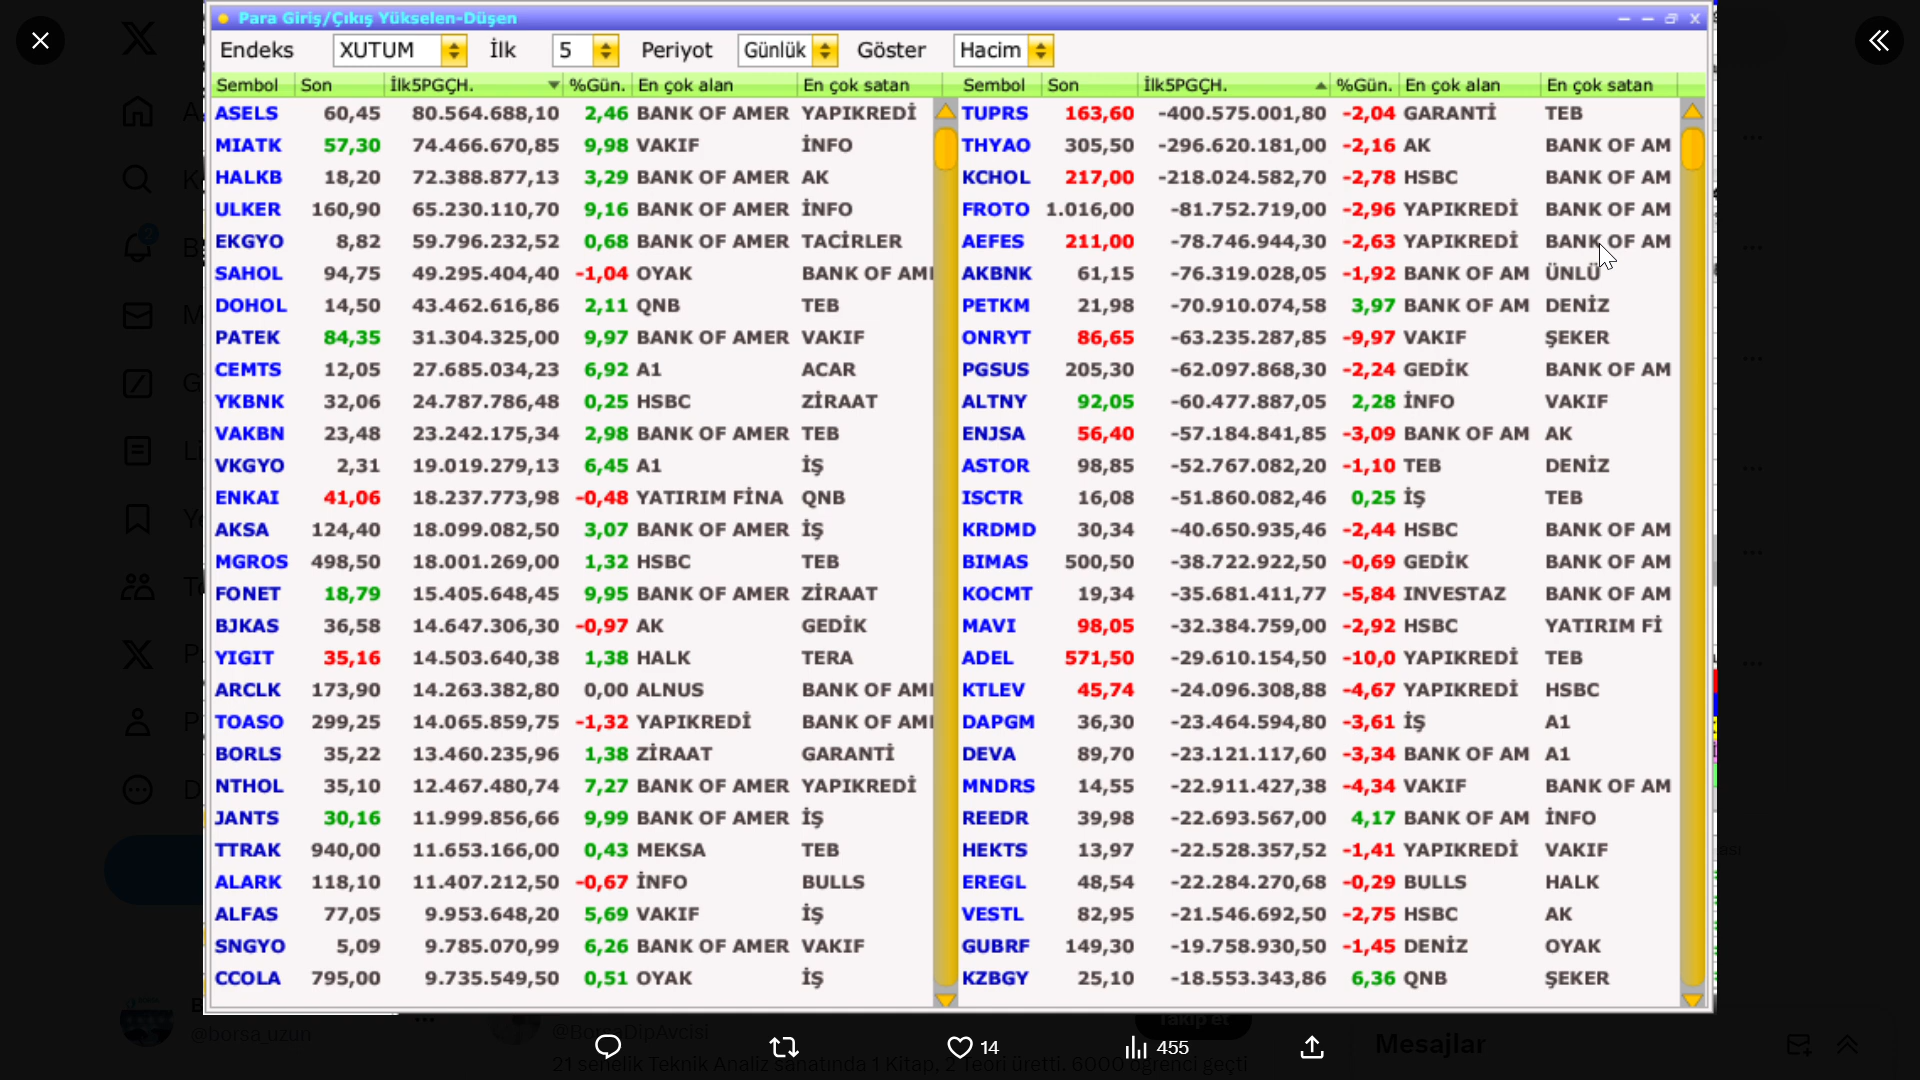 Para Giriş/Çıkış Yükselen-Düşen
Endeks XUTUM İlk 5 Periyot Günlük Göster Hacim
Sembol Son İlk5PGÇH. %Gün. En çok alan En çok satan Sembol Son İlk5PGÇH. %Gün. En çok alan En çok satan
ASELS 60,45 80.564.688,10 2,46 BANK OF AMER YAPIKREDİ TUPRS 163,60 -400.575.001,80 -2,04 GARANTİ TEB
MIATK 57,30 74.466.670,85 9,98 VAKIF İNFO THYAO 305,50 -296.620.181,00 -2,16 AK BANK OF AM
HALKB 18,20 72.388.877,13 3,29 BANK OF AMER AK KCHOL 217,00 -218.024.582,70 -2,78 HSBC BANK OF AM
ULKER 160,90 65.230.110,70 9,16 BANK OF AMER İNFO FROTO 1.016,00 -81.752.719,00 -2,96 YAPIKREDİ BANK OF AM
EKGYO 8,82 59.796.232,52 0,68 BANK OF AMER TACİRLER AEFES 211,00 -78.746.944,30 -2,63 YAPIKREDİ BANK OF AM
SAHOL 94,75 49.295.404,40 -1,04 OYAK BANK OF AM AKBNK 61,15 -76.319.028,05 -1,92 BANK OF AM ÜNLÜ
DOHOL 14,50 43.462.616,86 2,11 QNB TEB PETKM 21,98 -70.910.074,58 3,97 BANK OF AM DENİZ
PATEK 84,35 31.304.325,00 9,97 BANK OF AMER VAKIF ONRYT 86,65 -63.235.287,85 -9,97 VAKIF ŞEKER
CEMTS 12,05 27.685.034,23 6,92 A1 ACAR PGSUS 205,30 -62.097.868,30 -2,24 GEDİK BANK OF AM
YKBNK 32,06 24.787.786,48 0,25 HSBC ZİRAAT ALTNY 92,05 -60.477.887,05 2,28 İNFO VAKIF
VAKBN 23,48 23.242.175,34 2,98 BANK OF AMER TEB ENJSA 56,40 -57.184.841,85 -3,09 BANK OF AM AK
VKGYO 2,31 19.019.279,13 6,45 A1 İŞ ASTOR 98,85 -52.767.082,20 -1,10 TEB DENİZ
ENKAI 41,06 18.237.773,98 -0,48 YATIRIM FİNA QNB ISCTR 16,08 -51.860.082,46 0,25 İŞ TEB
AKSA 124,40 18.099.082,50 3,07 BANK OF AMER İŞ KRDMD 30,34 -40.650.935,46 -2,44 HSBC BANK OF AM
MGROS 498,50 18.001.269,00 1,32 HSBC TEB BIMAS 500,50 -38.722.922,50 -0,69 GEDİK BANK OF AM
FONET 18,79 15.405.648,45 9,95 BANK OF AMER ZİRAAT KOCMT 19,34 -35.681.411,77 -5,84 INVESTAZ BANK OF AM
BJKAS 36,58 14.647.306,30 -0,97 AK GEDİK MAVI 98,05 -32.384.759,00 -2,92 HSBC YATIRIM Fİ
YIGIT 35,16 14.503.640,38 1,38 HALK TERA ADEL 571,50 -29.610.154,50 -10,0 YAPIKREDİ TEB
ARCLK 173,90 14.263.382,80 0,00 ALNUS BANK OF AM KTLEV 45,74 -24.096.308,88 -4,67 YAPIKREDİ HSBC
TOASO 299,25 14.065.859,75 -1,32 YAPIKREDİ BANK OF AM DAPGM 36,30 -23.464.594,80 -3,61 İŞ A1
BORLS 35,22 13.460.235,96 1,38 ZİRAAT GARANTİ DEVA 89,70 -23.121.117,60 -3,34 BANK OF AM A1
NTHOL 35,10 12.467.480,74 7,27 BANK OF AMER YAPIKREDİ MNDRS 14,55 -22.911.427,38 -4,34 VAKIF BANK OF AM
JANTS 30,16 11.999.856,66 9,99 BANK OF AMER İŞ REEDR 39,98 -22.693.567,00 4,17 BANK OF AM İNFO
TTRAK 940,00 11.653.166,00 0,43 MEKSA TEB HEKTS 13,97 -22.528.357,52 -1,41 YAPIKREDİ VAKIF
ALARK 118,10 11.407.212,50 -0,67 İNFO BULLS EREGL 48,54 -22.284.270,68 -0,29 BULLS HALK
ALFAS 77,05 9.953.648,20 5,69 VAKIF İŞ VESTL 82,95 -21.546.692,50 -2,75 HSBC AK
SNGYO 5,09 9.785.070,99 6,26 BANK OF AMER VAKIF GUBRF 149,30 -19.758.930,50 -1,45 DENİZ OYAK
CCOLA 795,00 9.735.549,50 0,51 OYAK İŞ KZBGY 25,10 -18.553.343,86 6,36 QNB ŞEKER
Takip et
@borsa_uzun @BorsaDipAvcisi
14 455 Mesajlar
21 senelik Teknik Analiz sanatında 1 Kitap, 2 Teori üretti. 6000 öğrenci geçti